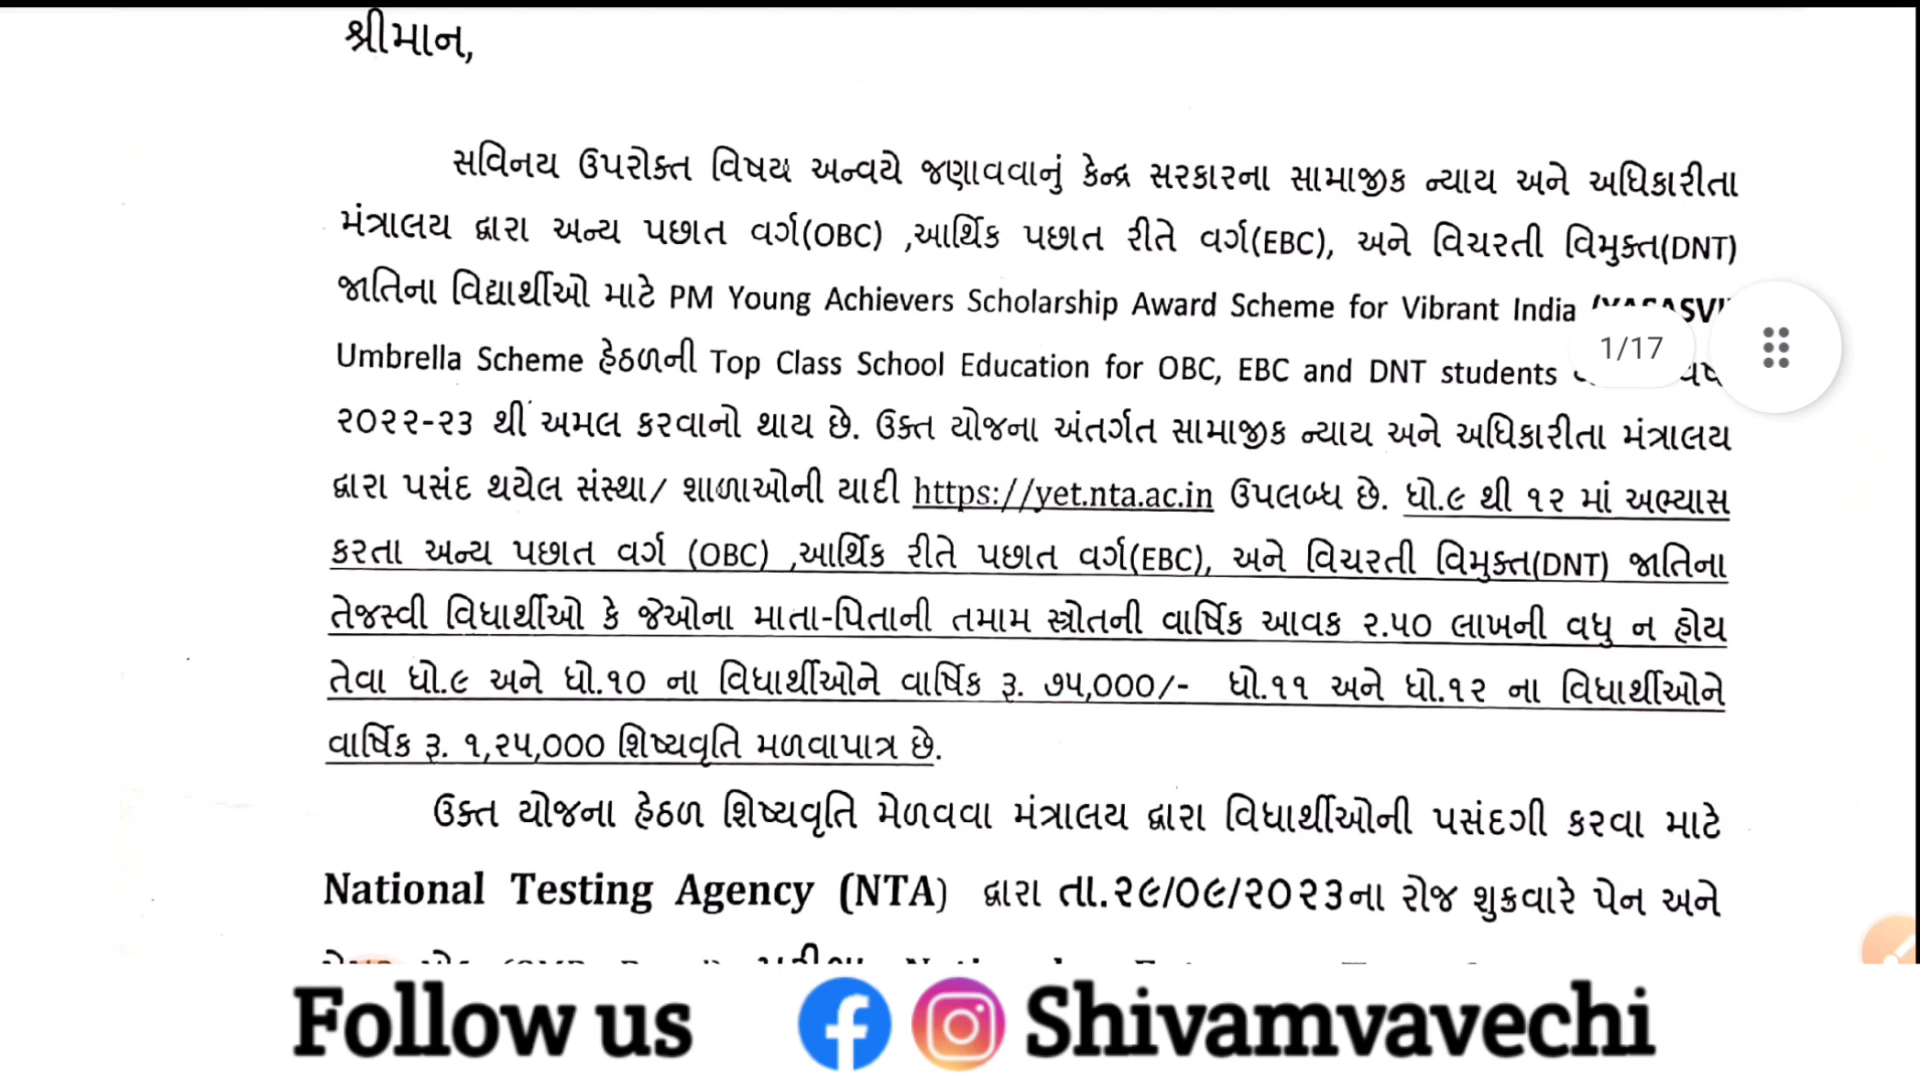 શ્રીમાન,
સવિનય ઉપરોક્ત વિષય અન્વયે જણાવવાનું કેન્દ્ર સરકારના સામાજીક ન્યાય અને અધિકારીતા
મંત્રાલય દ્વારા અન્ય પછાત વર્ગ(OBC) ,આર્થિક પછાત રીતે વર્ગ(EBC), અને વિચરતી વિમુક્ત(DNT)
જાતિના વિદ્યાર્થીઓ માટે PM Young Achievers Scholarship Award Scheme for Vibrant India
1/17
Umbrella Scheme હેઠળની Top Class School Education for OBC, EBC and DNT students
૨૦૨૨-૨૩ થી અમલ કરવાનો થાય છે. ઉક્ત યોજના અંતર્ગત સામાજીક ન્યાય અને અધિકારીતા મંત્રાલય
દ્વારા પસંદ થયેલ સંસ્થા/ શાળાઓની યાદી https://yet.nta.ac.in ઉપલબ્ધ છે. ધો.૯ થી ૧૨ માં અભ્યાસ
કરતા અન્ય પછાત વર્ગ (OBC) ,આર્થિક રીતે પછાત વર્ગ(EBC), અને વિચરતી વિમુક્ત(DNT) જાતિના
તેજસ્વી વિધાર્થીઓ કે જેઓના માતા-પિતાની તમામ સ્ત્રોતની વાર્ષિક આવક ૨.૫૦ લાખની વધુ ન હોય
તેવા ધો.૯ અને ધો.૧૦ ના વિધાર્થીઓને વાર્ષિક રૂ. ૭૫,૦૦૦/- ધો.૧૧ અને ધો.૧૨ ના વિધાર્થીઓને
વાર્ષિક રૂ. ૧,૨૫,૦૦૦ શિષ્યવૃતિ મળવાપાત્ર છે.
ઉક્ત યોજના હેઠળ શિષ્યવૃતિ મેળવવા મંત્રાલય દ્વારા વિધાર્થીઓની પસંદગી કરવા માટે
National Testing Agency (NTA) દ્વારા તા.૨૯/૦૯/૨૦૨૩ના રોજ શુક્રવારે પેન અને
Follow us Shivamvavechi